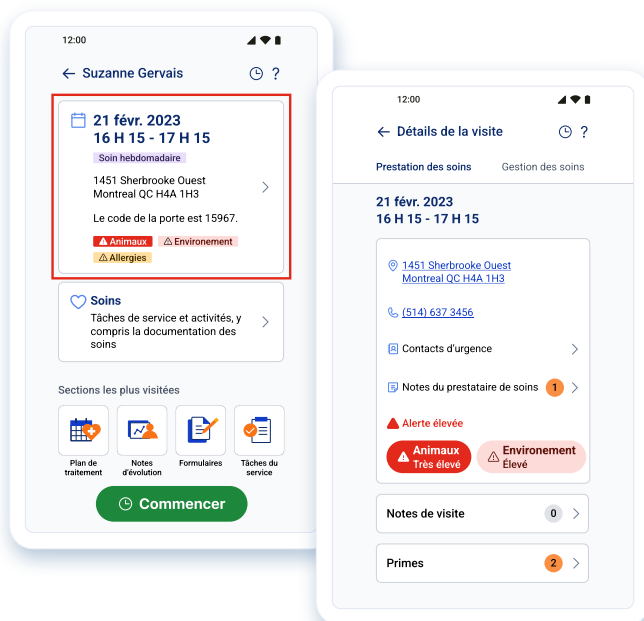 12:00
Suzanne Gervais
?
21 févr. 2023
16 H 15 - 17 H 15
Soin hebdomadaire
1451 Sherbrooke Ouest
Montreal QC H4A 1H3
Le code de la porte est 15967.
Animaux
Environement
Allergies
Soins
Tâches de service et activités, y
compris la documentation des
soins
Sections les plus visitées
Plan de
traitement
Notes
d'évolution
Formulaires
Tâches du
service
Commencer
12:00
Détails de la visite
?
Prestation des soins
Gestion des soins
21 févr. 2023
16 H 15 - 17 H 15
1451 Sherbrooke Ouest
Montreal QC H4A 1H3
(514) 637 3456
Contacts d'urgence
Notes du prestataire de soins 1
Alerte élevée
Animaux
Très élevé
Environement
Élevé
Notes de visite 0
Primes 2